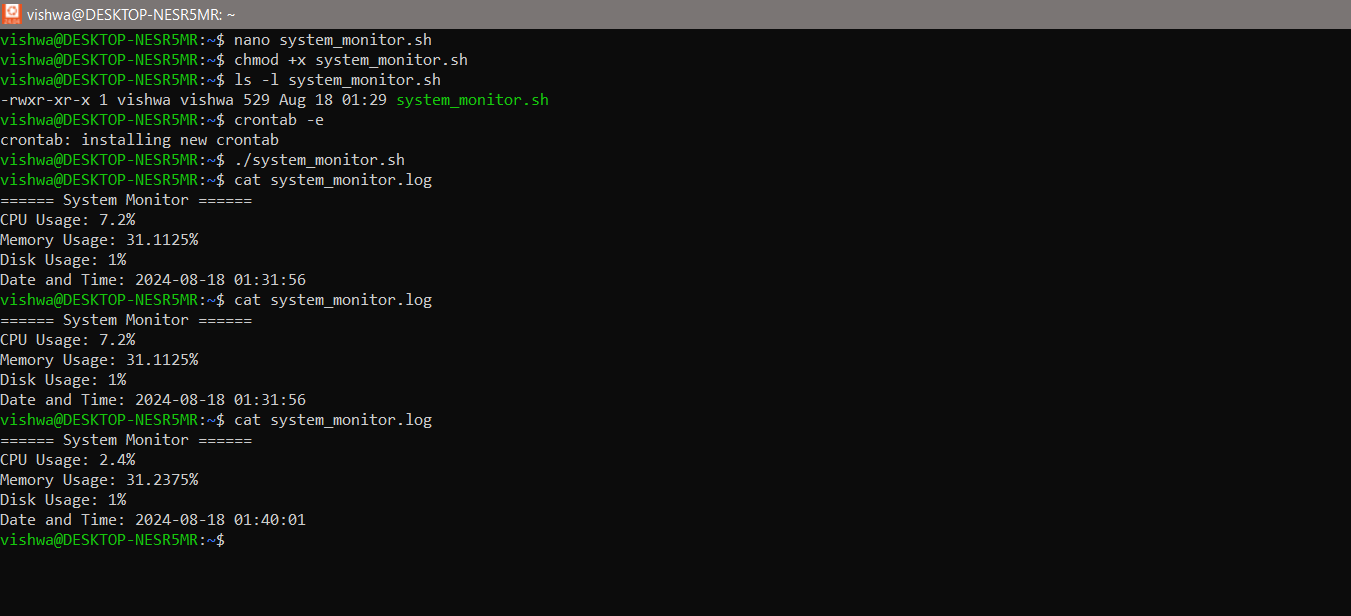 vishwa@DESKTOP-NESR5MR: ~
vishwa@DESKTOP-NESR5MR:~$ nano system_monitor.sh
vishwa@DESKTOP-NESR5MR:~$ chmod +x system_monitor.sh
vishwa@DESKTOP-NESR5MR:~$ ls -l system_monitor.sh
-rwxr-xr-x 1 vishwa vishwa 529 Aug 18 01:29 system_monitor.sh
vishwa@DESKTOP-NESR5MR:~$ crontab -e
crontab: installing new crontab
vishwa@DESKTOP-NESR5MR:~$ ./system_monitor.sh
vishwa@DESKTOP-NESR5MR:~$ cat system_monitor.log
====== System Monitor ======
CPU Usage: 7.2%
Memory Usage: 31.1125%
Disk Usage: 1%
Date and Time: 2024-08-18 01:31:56
vishwa@DESKTOP-NESR5MR:~$ cat system_monitor.log
====== System Monitor ======
CPU Usage: 7.2%
Memory Usage: 31.1125%
Disk Usage: 1%
Date and Time: 2024-08-18 01:31:56
vishwa@DESKTOP-NESR5MR:~$ cat system_monitor.log
====== System Monitor ======
CPU Usage: 2.4%
Memory Usage: 31.2375%
Disk Usage: 1%
Date and Time: 2024-08-18 01:40:01
vishwa@DESKTOP-NESR5MR:~$